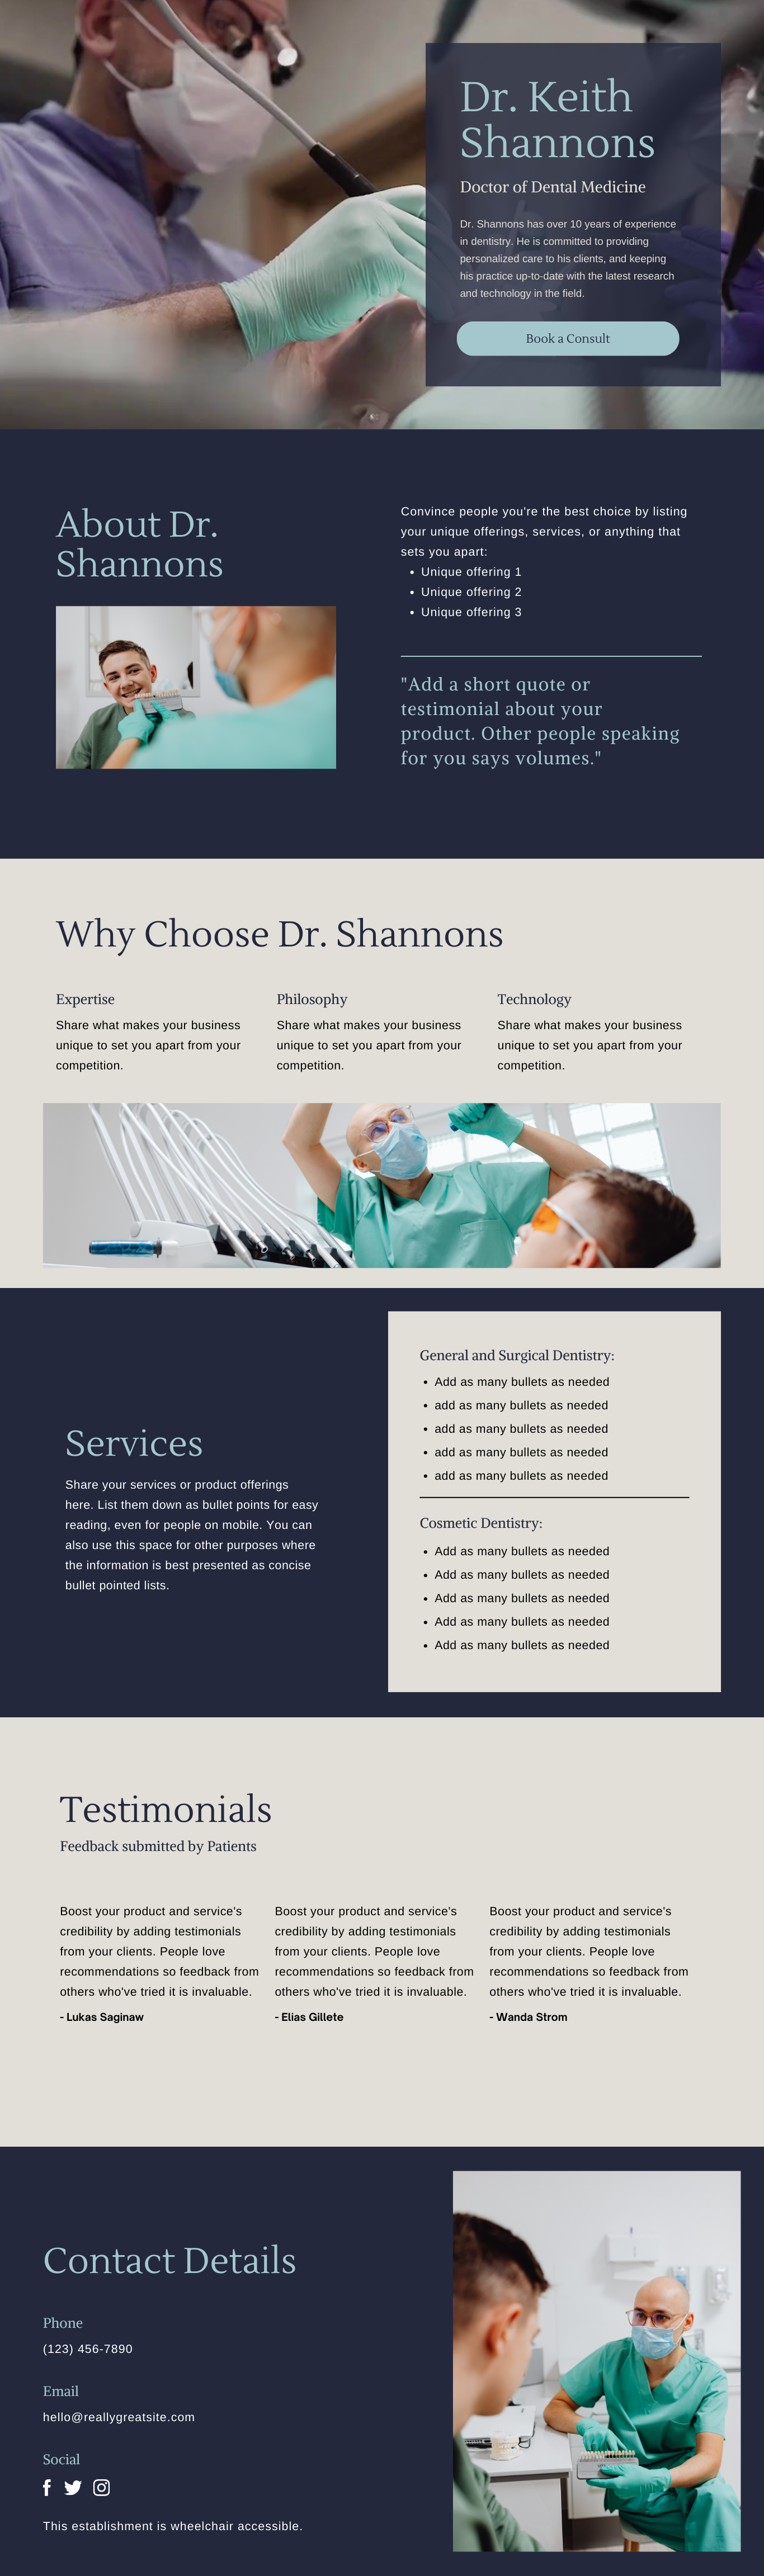 Dr. Keith
Shannons
Doctor of Dental Medicine
Dr. Shannons has over 10 years of experience
in dentistry. He is committed to providing
personalized care to his clients, and keeping
his practice up-to-date with the latest research
and technology in the field.
Book a Consult
About Dr.
Shannons
Convince people you're the best choice by listing
your unique offerings, services, or anything that
sets you apart:
• Unique offering 1
• Unique offering 2
• Unique offering 3
"Add a short quote or
testimonial about your
product. Other people speaking
for you says volumes."
Why Choose Dr. Shannons
Expertise
Share what makes your business
unique to set you apart from your
competition.
Philosophy
Share what makes your business
unique to set you apart from your
competition.
Technology
Share what makes your business
unique to set you apart from your
competition.
Services
Share your services or product offerings
here. List them down as bullet points for easy
reading, even for people on mobile. You can
also use this space for other purposes where
the information is best presented as concise
bullet pointed lists.
General and Surgical Dentistry:
• Add as many bullets as needed
• add as many bullets as needed
• add as many bullets as needed
• add as many bullets as needed
• add as many bullets as needed
Cosmetic Dentistry:
• Add as many bullets as needed
• Add as many bullets as needed
• Add as many bullets as needed
• Add as many bullets as needed
• Add as many bullets as needed
Testimonials
Feedback submitted by Patients
Boost your product and service's
credibility by adding testimonials
from your clients. People love
recommendations so feedback from
others who've tried it is invaluable.
- Lukas Saginaw
Boost your product and service's
credibility by adding testimonials
from your clients. People love
recommendations so feedback from
others who've tried it is invaluable.
- Elias Gillete
Boost your product and service's
credibility by adding testimonials
from your clients. People love
recommendations so feedback from
others who've tried it is invaluable.
- Wanda Strom
Contact Details
Phone
(123) 456-7890
Email
hello@reallygreatsite.com
Social
This establishment is wheelchair accessible.